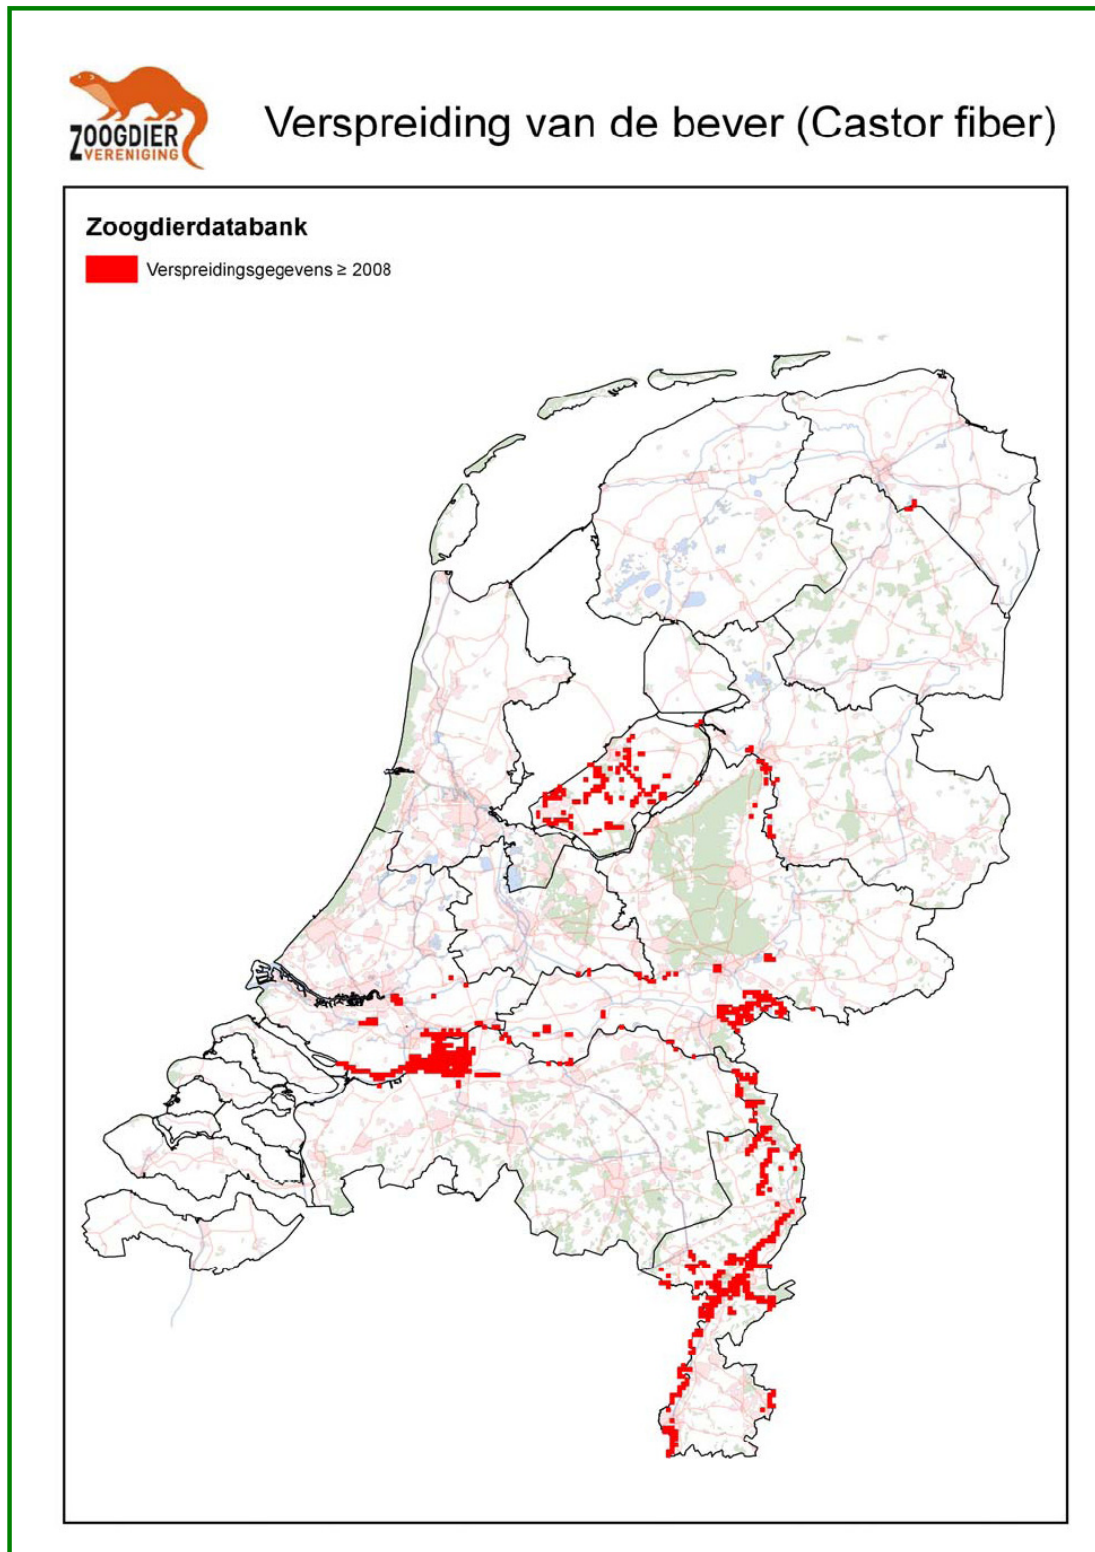 ZOOGDIER
VERENIGING
Verspreiding van de bever (Castor fiber)
Zoogdierdatabank
Verspreidingsgegevens ≥ 2008